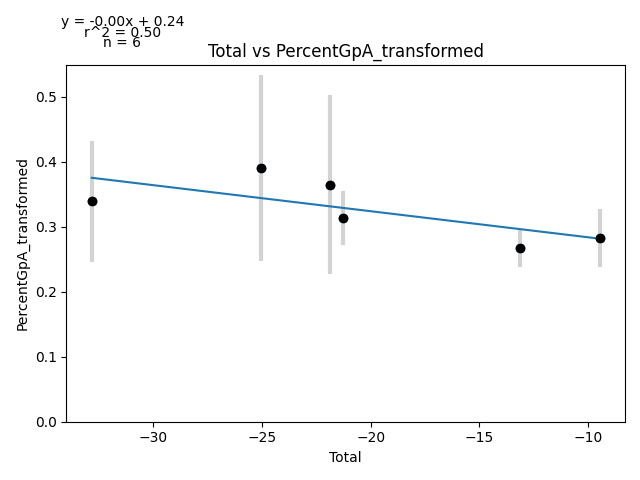 y = -0.00x + 0.24
r^2 = 0.50
n = 6
Total vs PercentGpA_transformed
PercentGpA_transformed
0.5
0.4
0.3
0.2
0.1
0.0
−30
−25
−20
−15
−10
Total